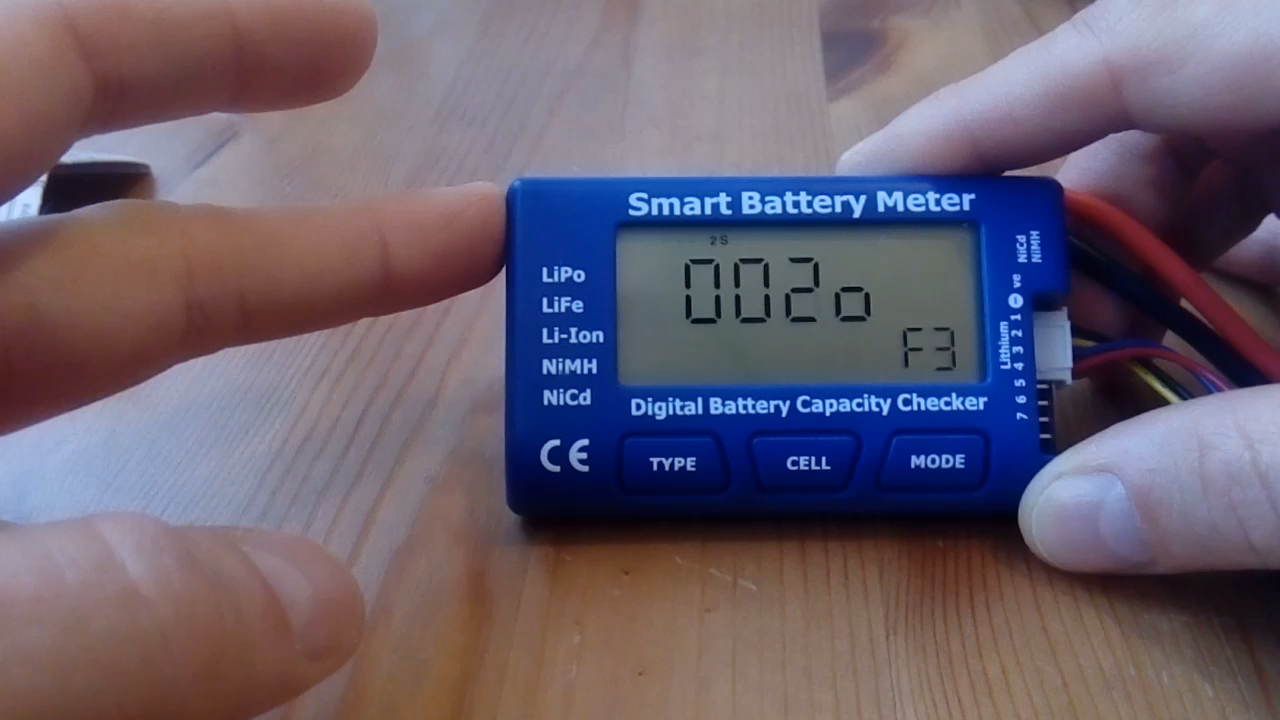 Smart Battery Meter
2S
002o
F3
LiPo
LiFe
Li-Ion
NiMH
NiCd
Digital Battery Capacity Checker
CE
TYPE
CELL
MODE
NiCd
NiMH
Lithium
7 6 5 4 3 2 1 - ve